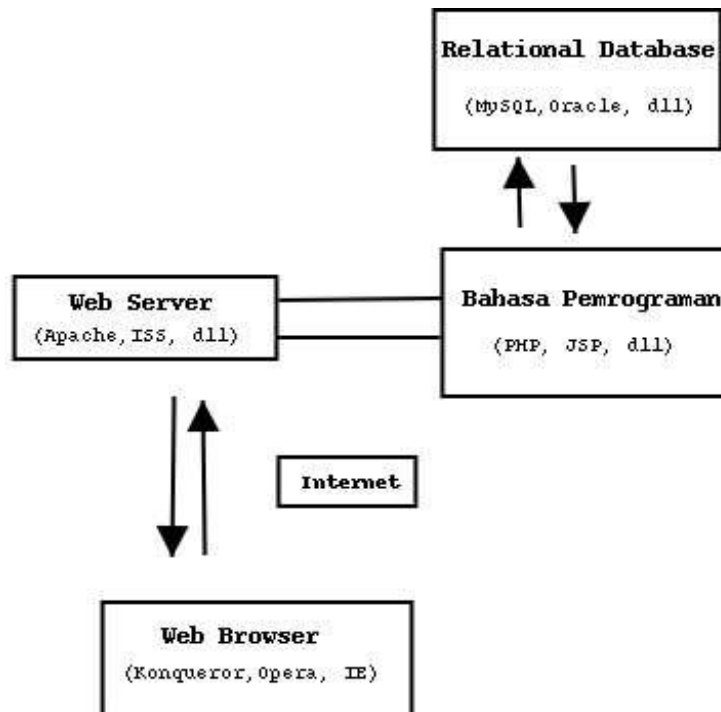 Relational Database
(MySQL,Oracle, dll)
Web Server
(Apache,ISS, dll)
Bahasa Pemrograman
(PHP, JSP, dll)
Internet
Web Browser
(Konqueror,Opera, IE)